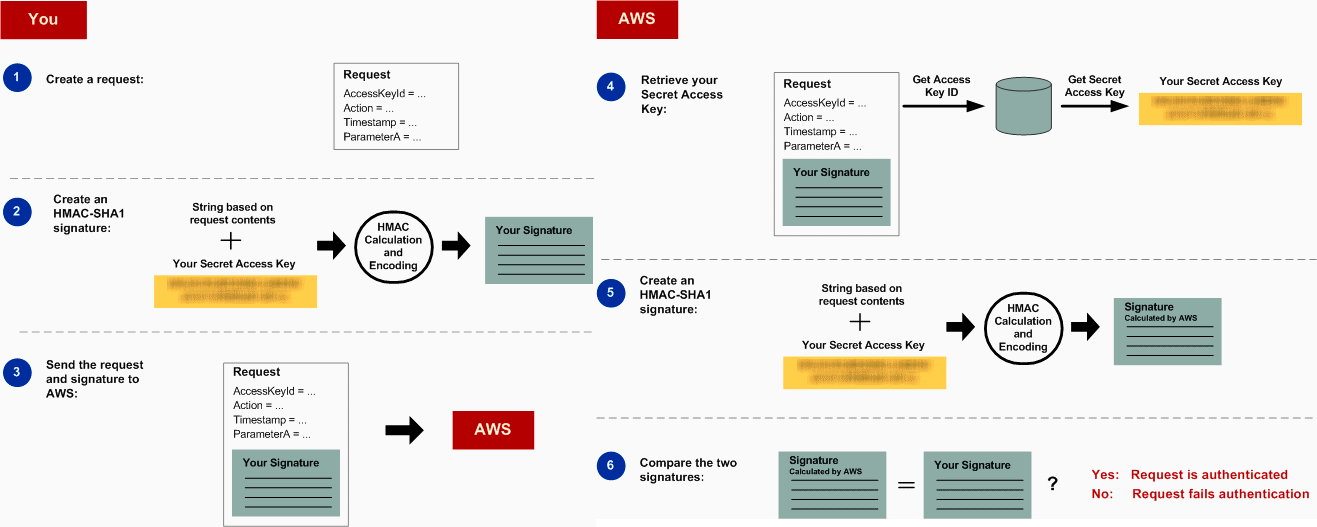 You
1
Create a request:
Request
AccessKeyId = ...
Action = ...
Timestamp = ...
ParameterA = ...
2
Create an
HMAC-SHA1
signature:
String based on
request contents
+
Your Secret Access Key
HMAC
Calculation
and
Encoding
Your Signature
3
Send the request
and signature to
AWS:
Request
AccessKeyId = ...
Action = ...
Timestamp = ...
ParameterA = ...
Your Signature
AWS
AWS
4
Retrieve your
Secret Access
Key:
Request
AccessKeyId = ...
Action = ...
Timestamp = ...
ParameterA = ...
Your Signature
Get Access
Key ID
Get Secret
Access Key
Your Secret Access Key
5
Create an
HMAC-SHA1
signature:
String based on
request contents
+
Your Secret Access Key
HMAC
Calculation
and
Encoding
Signature
Calculated by AWS
6
Compare the two
signatures:
Signature
Calculated by AWS
=
Your Signature
?
Yes: Request is authenticated
No: Request fails authentication